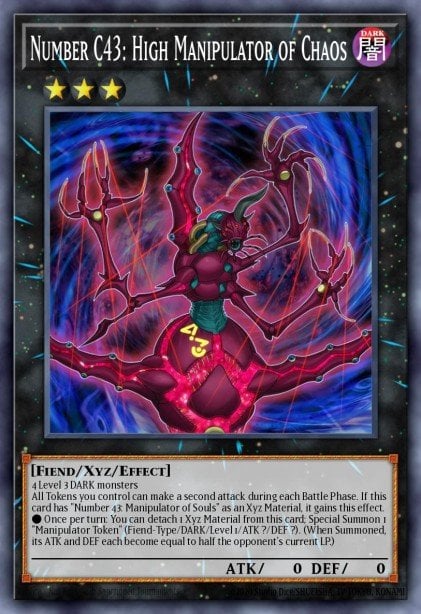 NUMBER C43: HIGH MANIPULATOR OF CHAOS
DARK
闇
43
[FIEND/XYZ/EFFECT]
4 Level 3 DARK monsters
All Tokens you control can make a second attack during each Battle Phase. If this
card has "Number 43: Manipulator of Souls" as an Xyz Material, it gains this effect.
● Once per turn: You can detach 1 Xyz Material from this card; Special Summon 1
"Manipulator Token" (Fiend-Type/DARK/Level 1/ATK ?/DEF ?). (When Summoned,
its ATK and DEF each become equal to half the opponent's current LP.)
ATK/ 0 DEF/ 0